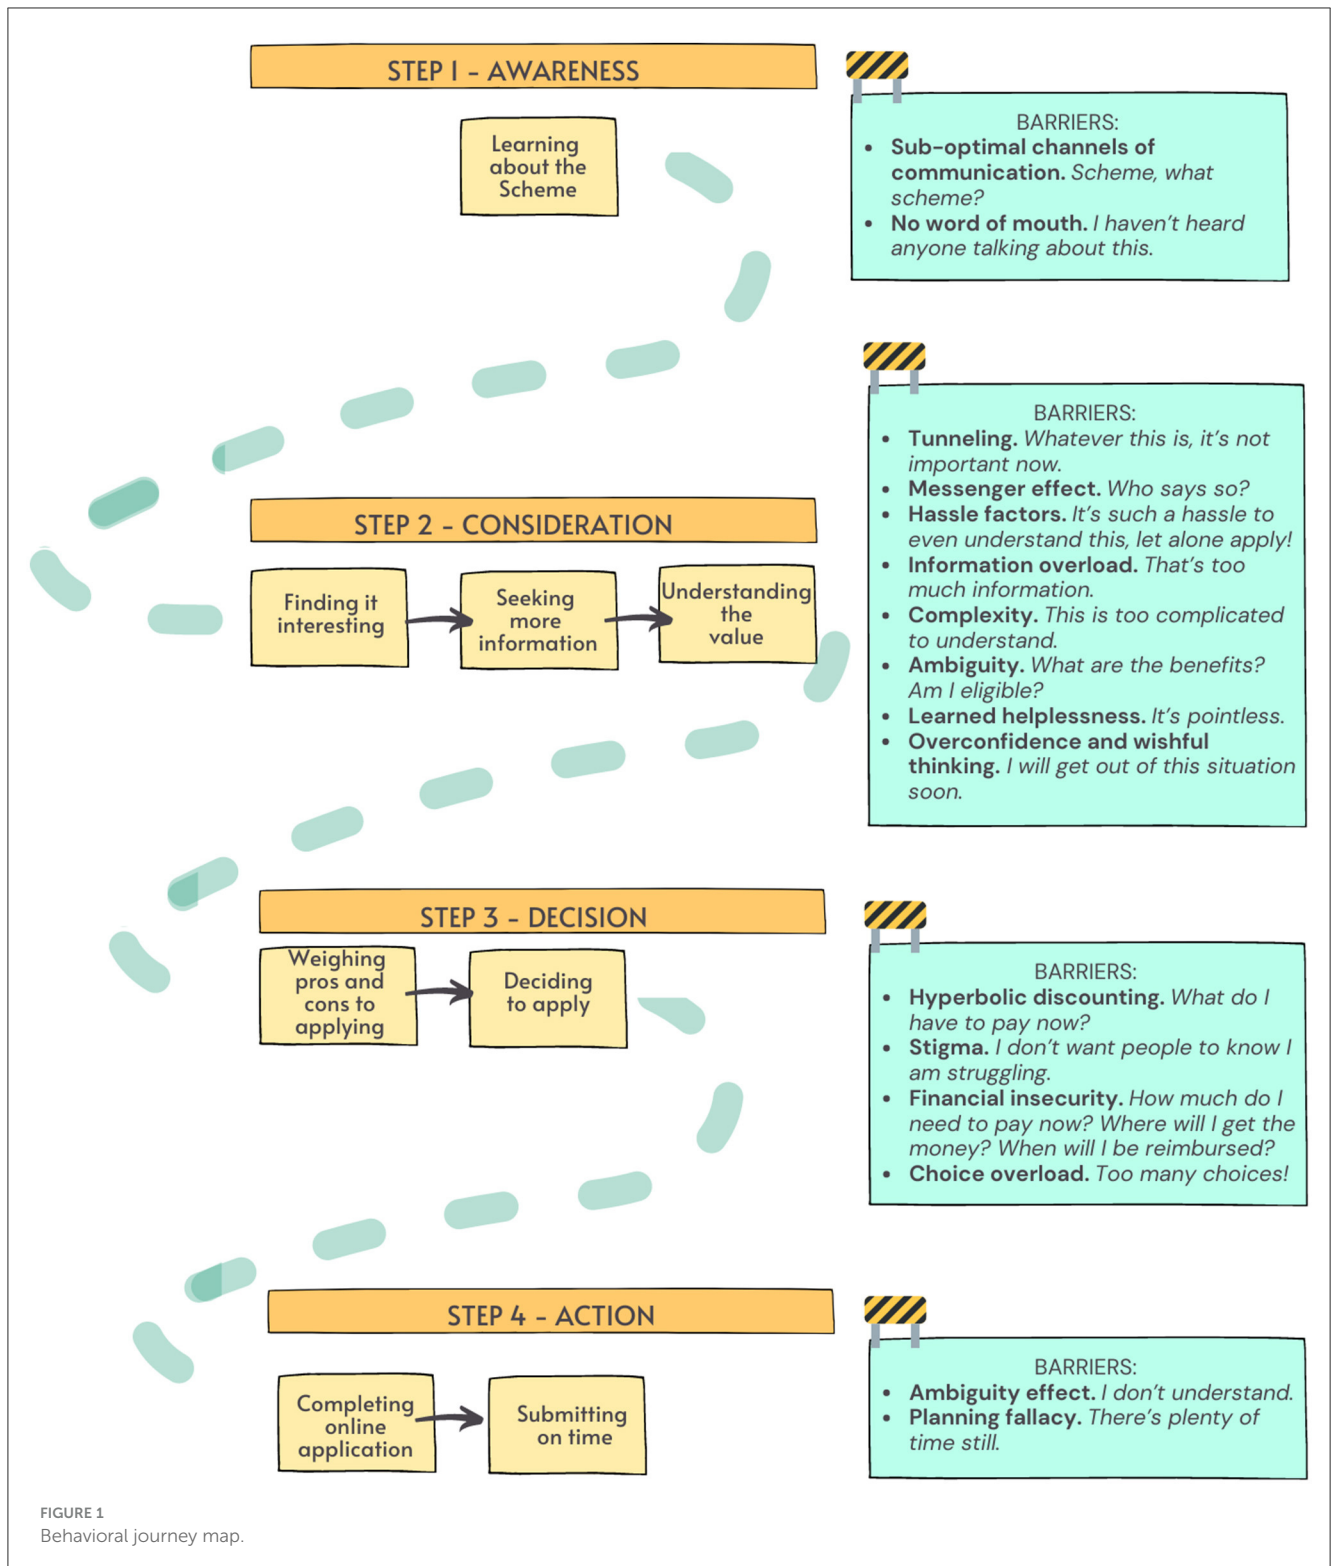 STEP 1 - AWARENESS
Learning
about the
Scheme
BARRIERS:
• Sub-optimal channels of
communication. Scheme, what
scheme?
• No word of mouth. I haven't heard
anyone talking about this.
STEP 2 - CONSIDERATION
Finding it
interesting
Seeking
more
information
Understanding
the
value
BARRIERS:
• Tunneling. Whatever this is, it's not
important now.
• Messenger effect. Who says so?
• Hassle factors. It's such a hassle to
even understand this, let alone apply!
• Information overload. That's too
much information.
• Complexity. This is too complicated
to understand.
• Ambiguity. What are the benefits?
Am I eligible?
• Learned helplessness. It's pointless.
• Overconfidence and wishful
thinking. I will get out of this situation
soon.
STEP 3 - DECISION
Weighing
pros and
cons to
applying
Deciding
to apply
BARRIERS:
• Hyperbolic discounting. What do I
have to pay now?
• Stigma. I don't want people to know I
am struggling.
• Financial insecurity. How much do I
need to pay now? Where will I get the
money? When will I be reimbursed?
• Choice overload. Too many choices!
STEP 4 - ACTION
Completing
online
application
Submitting
on time
BARRIERS:
• Ambiguity effect. I don't understand.
• Planning fallacy. There's plenty of
time still.
FIGURE 1
Behavioral journey map.